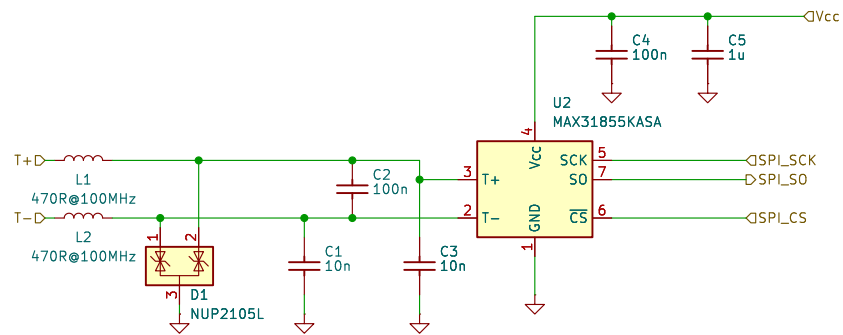 Vcc
C4
100n
C5
1u
U2
MAX31855KASA
4
Vcc
T+
L1
470R@100MHz
C2
100n
3
T+
SCK
5
SPI_SCK
SO
7
SPI_SO
T-
L2
470R@100MHz
2
T-
GND
CS
6
SPI_CS
1
1
2
3
D1
NUP2105L
C1
10n
C3
10n